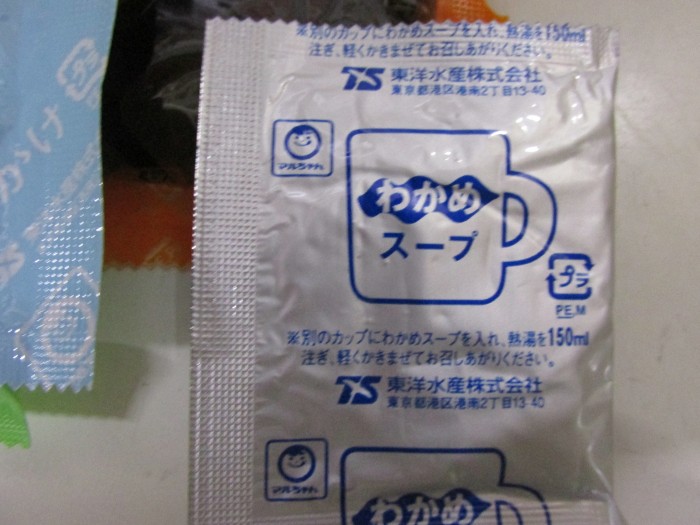 ※別のカップにわかめスープを入れ、熱湯を150ml
注ぎ、軽くかきまぜてお召しあがりください。
TS 東洋水産株式会社
東京都港区港南2丁目13-40
マルちゃん
わかめ
スープ
プラ
PE,M
※別のカップにわかめスープを入れ、熱湯を150ml
注ぎ、軽くかきまぜてお召しあがりください。
TS 東洋水産株式会社
東京都港区港南2丁目13-40
マルちゃん
わかめ